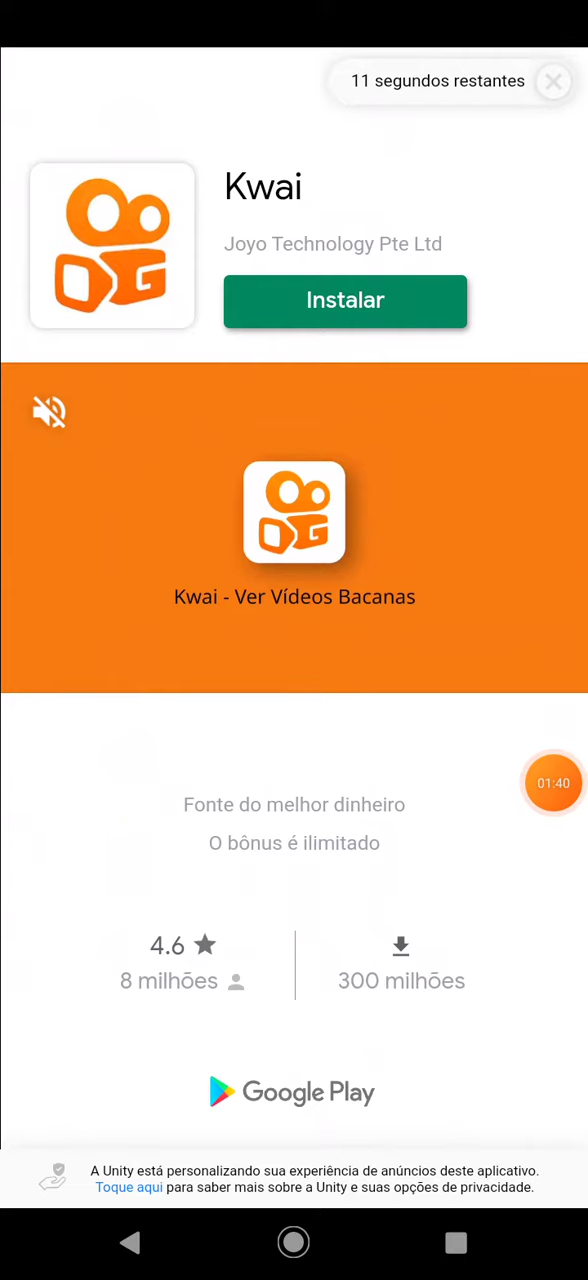 11 segundos restantes
Kwai
Joyo Technology Pte Ltd
Instalar
Kwai - Ver Vídeos Bacanas
01:40
Fonte do melhor dinheiro
O bônus é ilimitado
4.6
8 milhões
300 milhões
Google Play
A Unity está personalizando sua experiência de anúncios deste aplicativo.
Toque aqui para saber mais sobre a Unity e suas opções de privacidade.